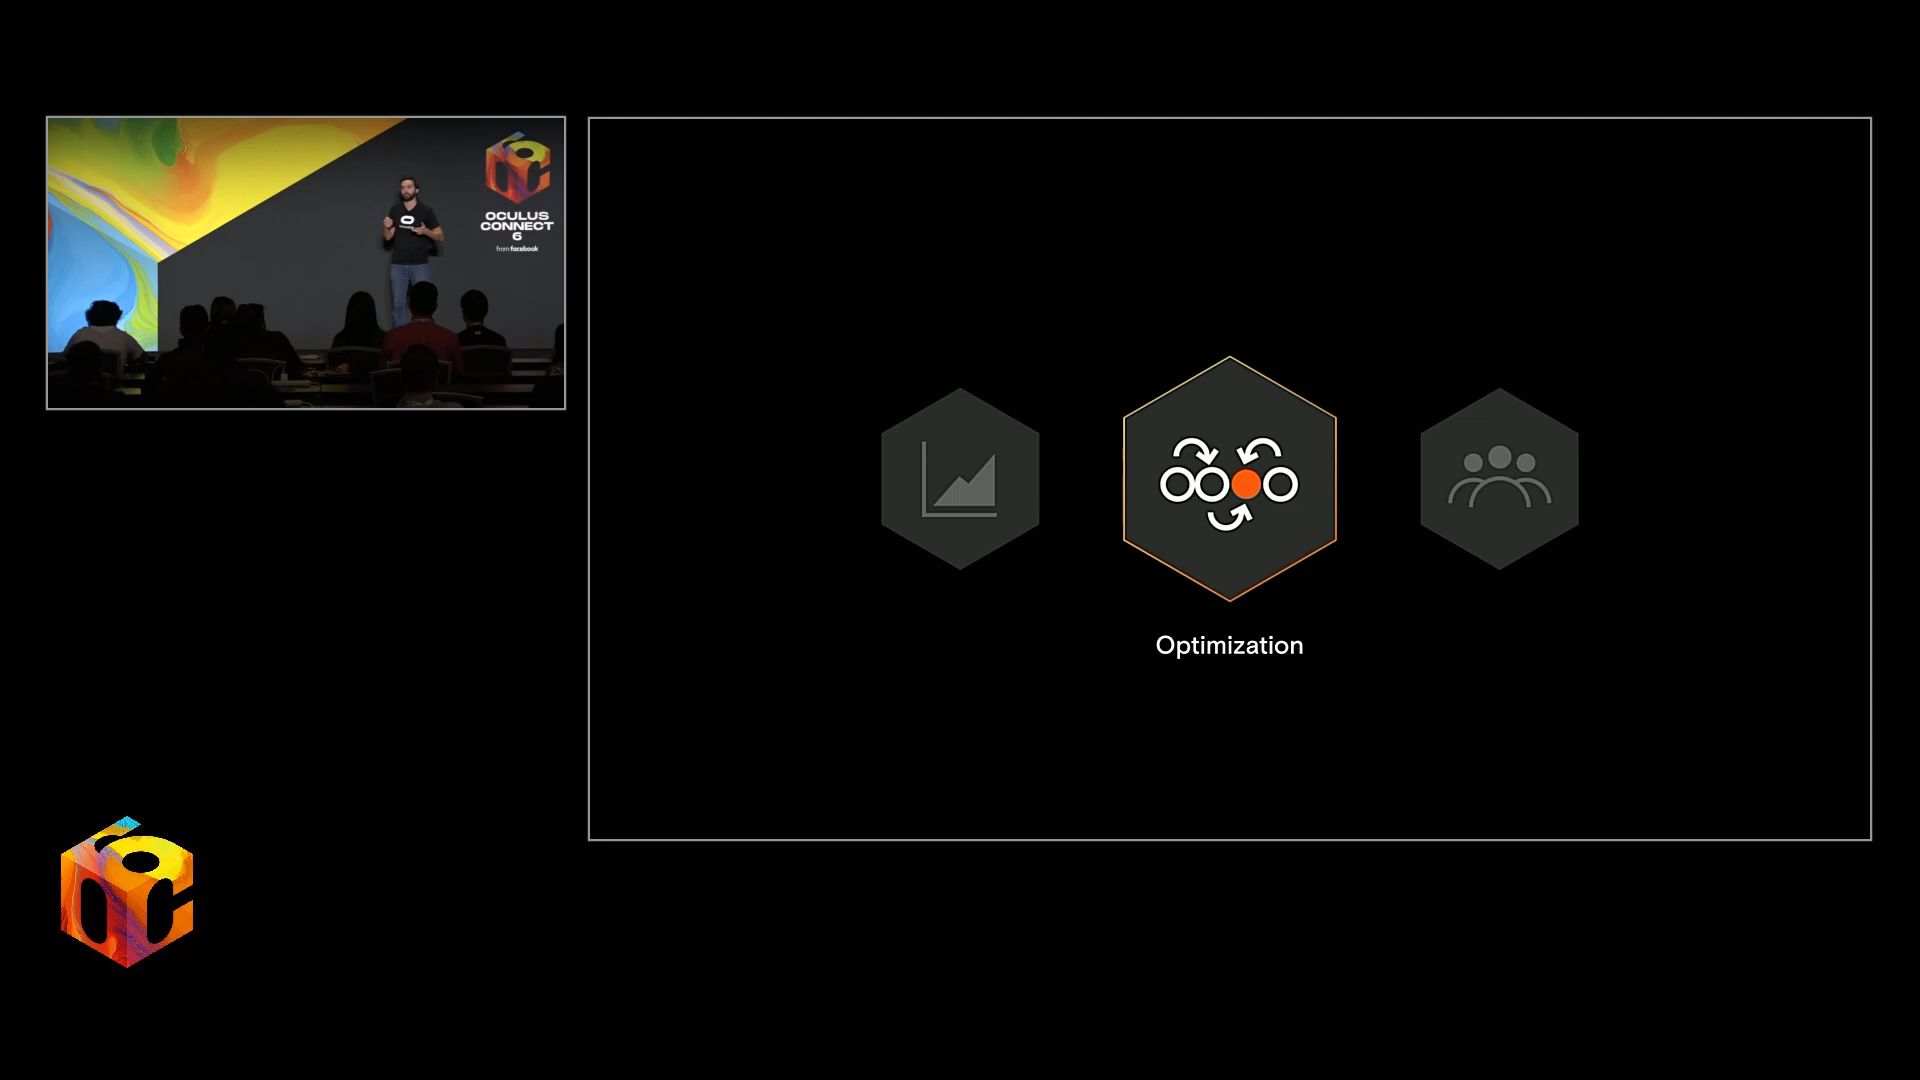 OCULUS
CONNECT
6
from facebook
Optimization